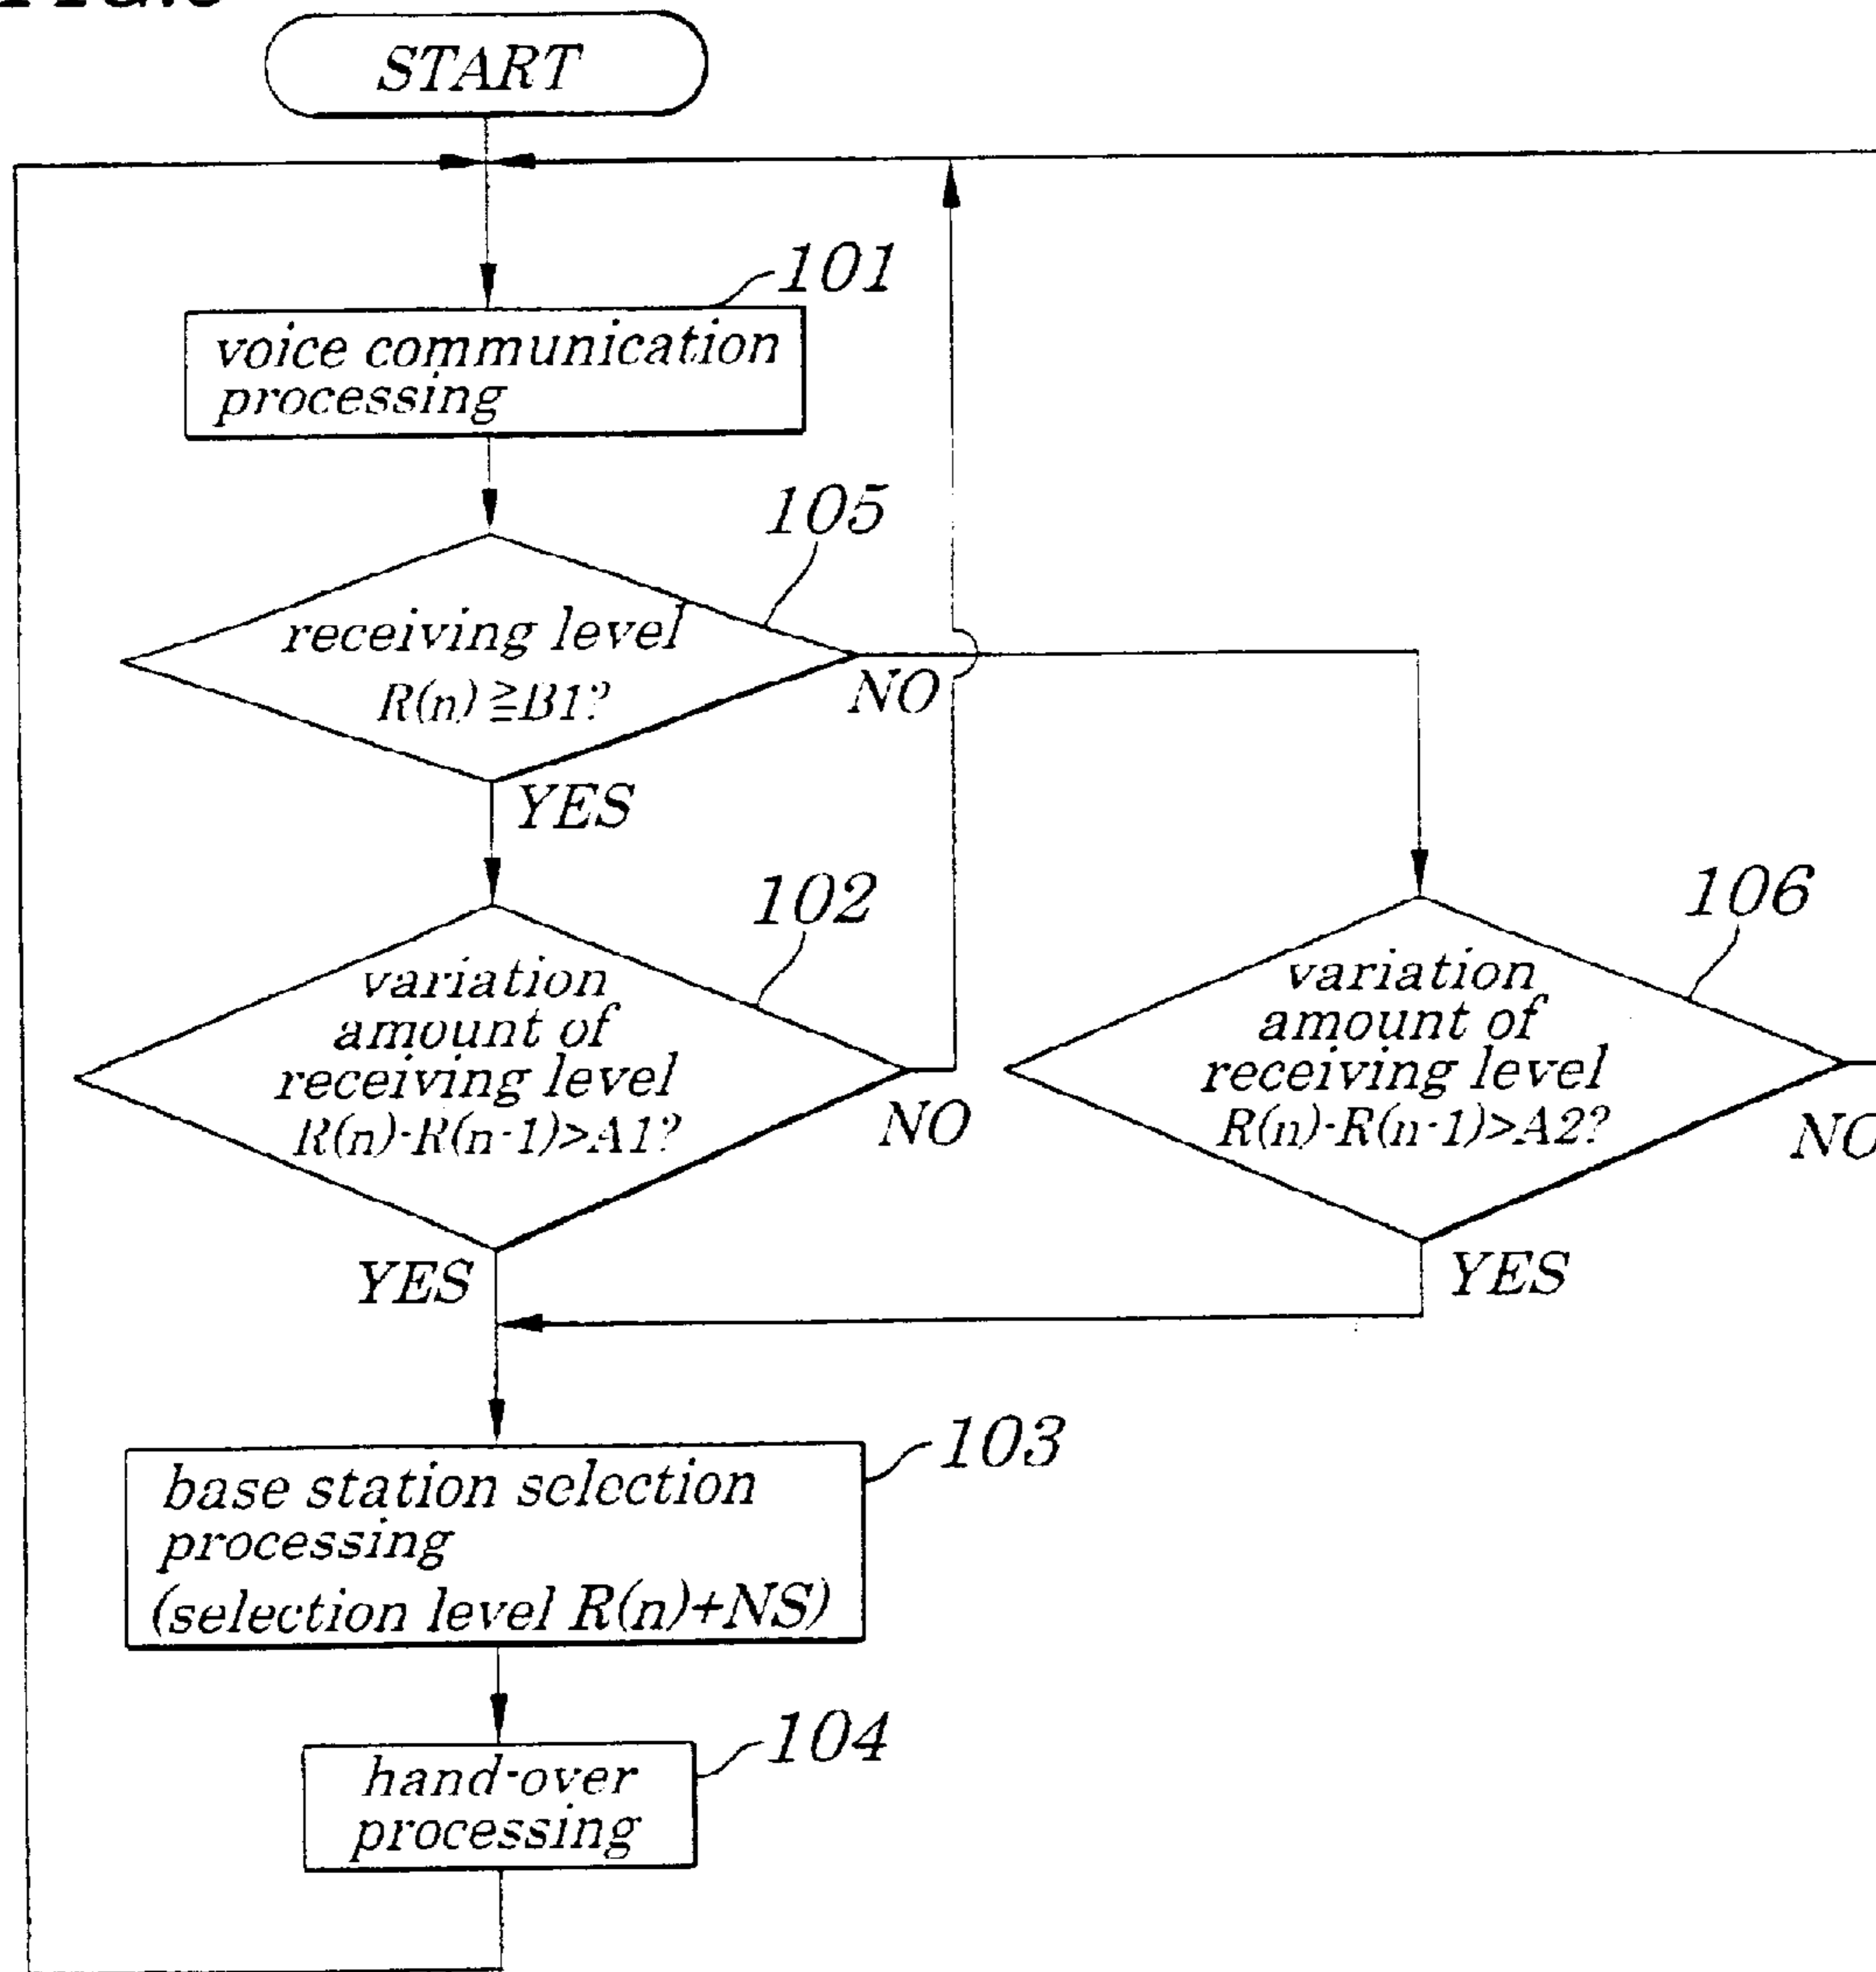 START
101
voice communication
processing
105
receiving level
R(n)≧B1?
NO
YES
102
variation
amount of
receiving level
R(n)-R(n-1)>A1?
NO
YES
106
variation
amount of
receiving level
R(n)-R(n-1)>A2?
NO
YES
103
base station selection
processing
(selection level R(n)+NS)
104
hand-over
processing